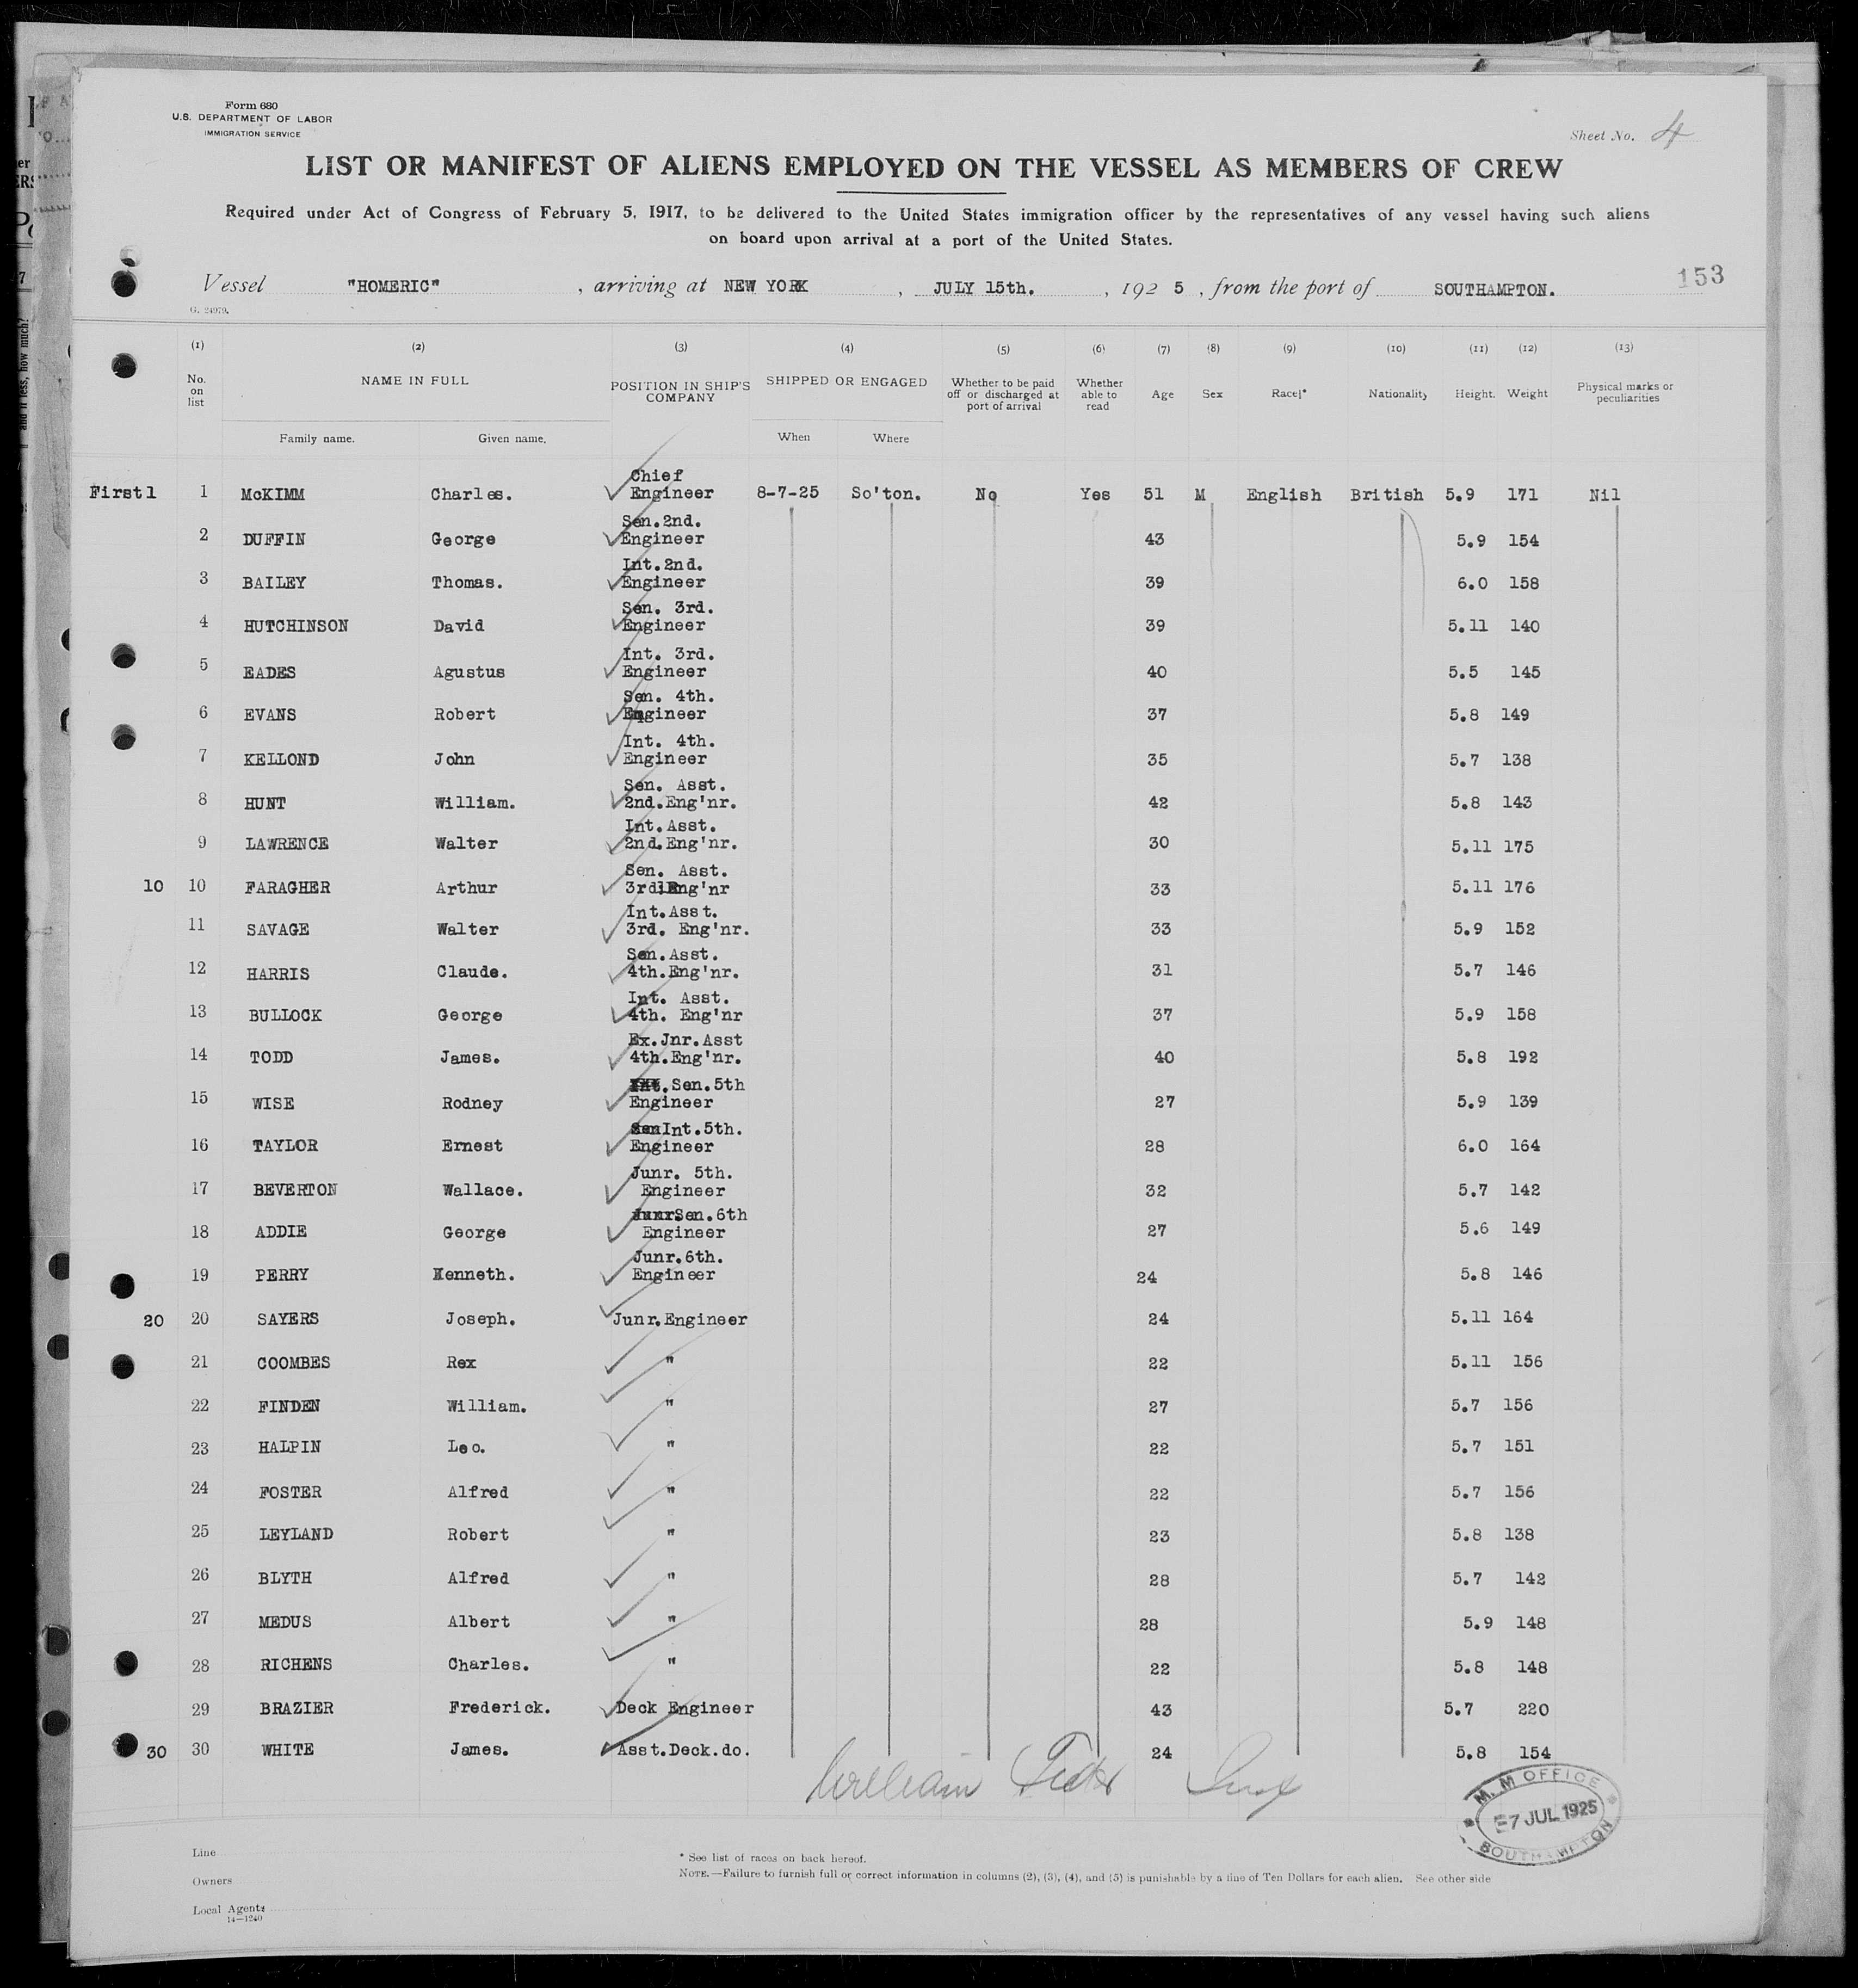 Form 680
U.S. DEPARTMENT OF LABOR
IMMIGRATION SERVICE
Sheet No. 4
LIST OR MANIFEST OF ALIENS EMPLOYED ON THE VESSEL AS MEMBERS OF CREW
Required under Act of Congress of February 5, 1917, to be delivered to the United States immigration officer by the representatives of any vessel having such aliens
on board upon arrival at a port of the United States.
Vessel "HOMERIC" , arriving at NEW YORK , JULY 15th. , 192 5 , from the port of SOUTHAMPTON. 153
G. 24979.
(1) (2) (3) (4) (5) (6) (7) (8) (9) (10) (11) (12) (13)
No. on list NAME IN FULL POSITION IN SHIP'S COMPANY SHIPPED OR ENGAGED Whether to be paid off or discharged at port of arrival Whether able to read Age Sex Race* Nationality Height. Weight Physical marks or peculiarities
Family name. Given name. When Where
First1 1 McKIMM Charles. Chief Engineer 8-7-25 So'ton. No Yes 51 M English British 5.9 171 Nil
2 DUFFIN George Sen.2nd. Engineer 43 5.9 154
3 BAILEY Thomas. Int.2nd. Engineer 39 6.0 158
4 HUTCHINSON David Sen. 3rd. Engineer 39 5.11 140
5 EADES Agustus Int. 3rd. Engineer 40 5.5 145
6 EVANS Robert Sen. 4th. Engineer 37 5.8 149
7 KELLOND John Int. 4th. Engineer 35 5.7 138
8 HUNT William. Sen. Asst. 2nd.Eng'nr. 42 5.8 143
9 LAWRENCE Walter Int.Asst. 2nd.Eng'nr. 30 5.11 175
10 10 FARAGHER Arthur Sen. Asst. 3rd Eng'nr 33 5.11 176
11 SAVAGE Walter Int.Asst. 3rd. Eng'nr. 33 5.9 152
12 HARRIS Claude. Sen.Asst. 4th.Eng'nr. 31 5.7 146
13 BULLOCK George Int. Asst. 4th. Eng'nr 37 5.9 158
14 TODD James. Ex.Jnr.Asst 4th.Eng'nr. 40 5.8 192
15 WISE Rodney Sen.5th Engineer 27 5.9 139
16 TAYLOR Ernest Int.5th. Engineer 28 6.0 164
17 BEVERTON Wallace. Junr. 5th. Engineer 32 5.7 142
18 ADDIE George Sen.6th Engineer 27 5.6 149
19 PERRY Kenneth. Junr.6th. Engineer 24 5.8 146
20 20 SAYERS Joseph. Junr.Engineer 24 5.11 164
21 COOMBES Rex " 22 5.11 156
22 FINDEN William. " 27 5.7 156
23 HALPIN Leo. " 22 5.7 151
24 FOSTER Alfred " 22 5.7 156
25 LEYLAND Robert " 23 5.8 138
26 BLYTH Alfred " 28 5.7 142
27 MEDUS Albert " 28 5.9 148
28 RICHENS Charles. " 22 5.8 148
29 BRAZIER Frederick. Deck Engineer 43 5.7 220
30 30 WHITE James. Asst.Deck.do. 24 5.8 154
William
M.M OFFICE
7 JUL 1925
SOUTHAMPTON
Line
Owners
Local Agents
14—1240
* See list of races on back hereof.
NOTE.—Failure to furnish full or correct information in columns (2), (3), (4), and (5) is punishable by a fine of Ten Dollars for each alien. See other side